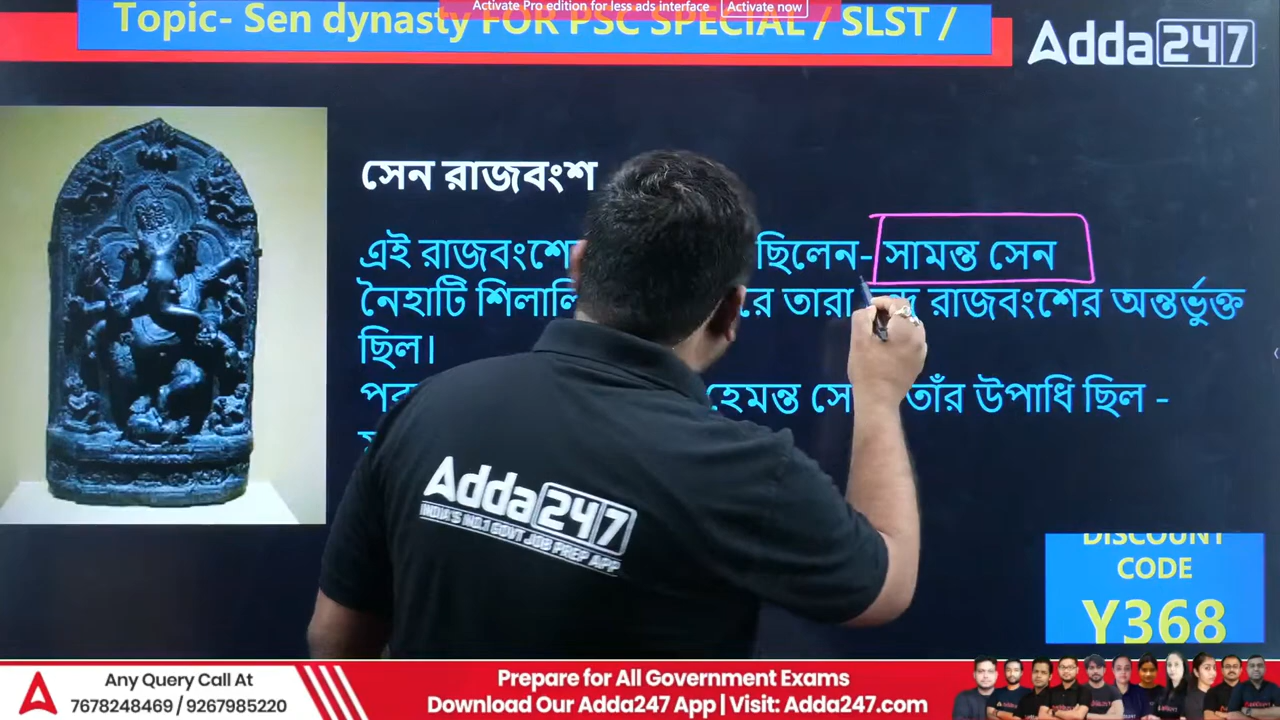 Activate Pro edition for less ads interface Activate now
Topic- Sen dynasty FOR PSC SPECIAL / SLST /
Adda247
সেন রাজবংশ
এই রাজবংশের ছিলেন- সামন্ত সেন
নৈহাটি তারা রাজবংশের অন্তর্ভুক্ত
ছিল।
হেমন্ত তাঁর উপাধি ছিল -
Adda247
INDIA'S NO.1 GOVT JOB PREP APP
DISCOUNT
CODE
Y368
Any Query Call At
7678248469 / 9267985220
Prepare for All Government Exams
Download Our Adda247 App | Visit: Adda247.com